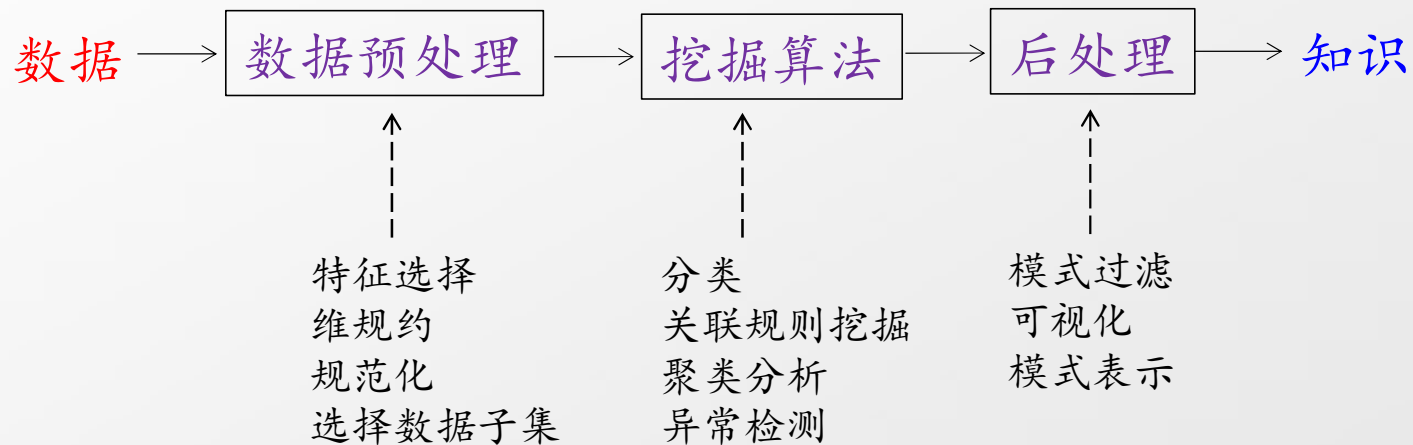 数据 数据预处理 挖掘算法 后处理 知识
特征选择
维规约
规范化
选择数据子集
分类
关联规则挖掘
聚类分析
异常检测
模式过滤
可视化
模式表示